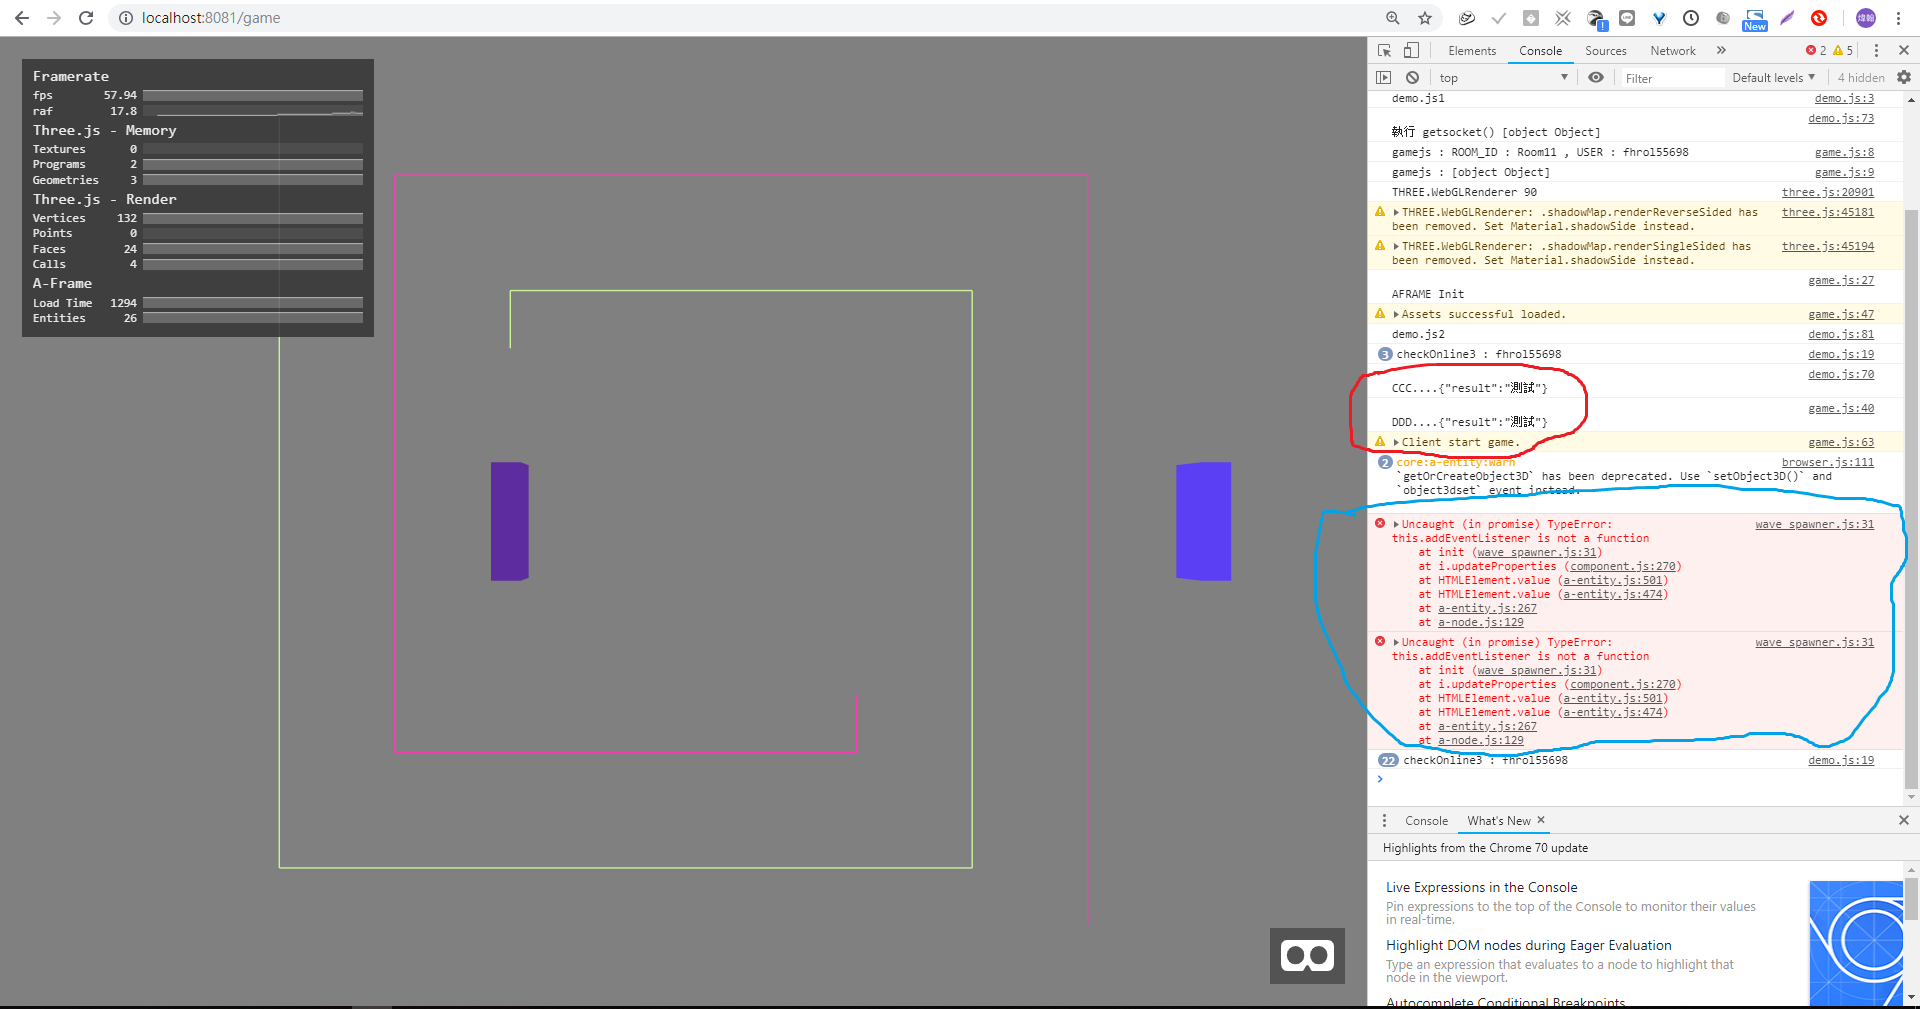 localhost:8081/game
New
煒翰
Framerate
fps 57.94
raf 17.8
Three.js - Memory
Textures 0
Programs 2
Geometries 3
Three.js - Render
Vertices 132
Points 0
Faces 24
Calls 4
A-Frame
Load Time 1294
Entities 26
Elements Console Sources Network » 2 5
top Filter Default levels 4 hidden
demo.js1 demo.js:3
demo.js:73
執行 getsocket() [object Object]
gamejs : ROOM_ID : Room11 , USER : fhrol55698 game.js:8
gamejs : [object Object] game.js:9
THREE.WebGLRenderer 90 three.js:20901
THREE.WebGLRenderer: .shadowMap.renderReverseSided has three.js:45181
been removed. Set Material.shadowSide instead.
THREE.WebGLRenderer: .shadowMap.renderSingleSided has three.js:45194
been removed. Set Material.shadowSide instead.
game.js:27
AFRAME Init
Assets successful loaded. game.js:47
demo.js2 demo.js:81
3 checkOnline3 : fhrol55698 demo.js:19
demo.js:70
CCC....{"result":"測試"}
game.js:40
DDD....{"result":"測試"}
Client start game. game.js:63
2 core:a-entity:warn browser.js:111
`getOrCreateObject3D` has been deprecated. Use `setObject3D()` and
`object3dset` event instead.
Uncaught (in promise) TypeError: wave_spawner.js:31
this.addEventListener is not a function
at init (wave_spawner.js:31)
at i.updateProperties (component.js:270)
at HTMLElement.value (a-entity.js:501)
at HTMLElement.value (a-entity.js:474)
at a-entity.js:267
at a-node.js:129
Uncaught (in promise) TypeError: wave_spawner.js:31
this.addEventListener is not a function
at init (wave_spawner.js:31)
at i.updateProperties (component.js:270)
at HTMLElement.value (a-entity.js:501)
at HTMLElement.value (a-entity.js:474)
at a-entity.js:267
at a-node.js:129
22 checkOnline3 : fhrol55698 demo.js:19
Console What's New
Highlights from the Chrome 70 update
Live Expressions in the Console
Pin expressions to the top of the Console to monitor their values
in real-time.
Highlight DOM nodes during Eager Evaluation
Type an expression that evaluates to a node to highlight that
node in the viewport.
Autocomplete Conditional Breakpoints